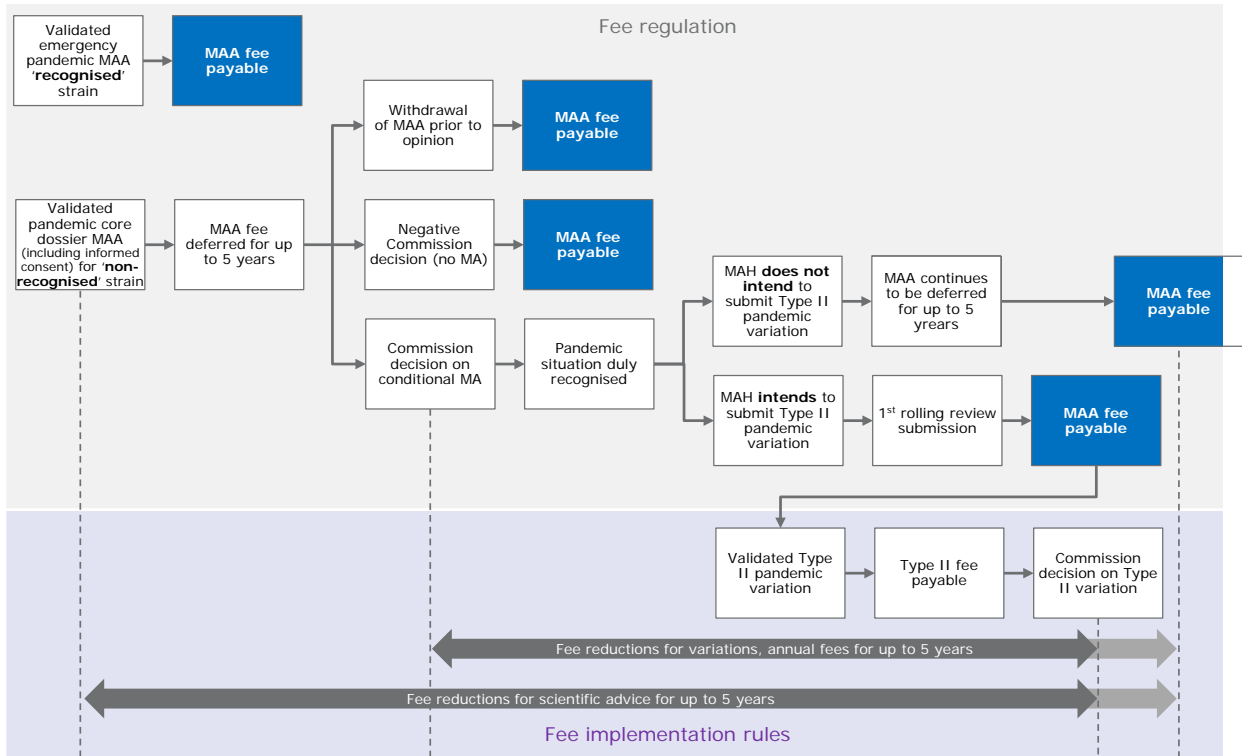 Fee regulation
Validated
emergency
pandemic MAA
‘recognised’
strain
MAA fee
payable
Withdrawal
of MAA prior to
opinion
MAA fee
payable
Validated
pandemic core
dossier MAA
(including informed
consent) for ‘non-
recognised’ strain
MAA fee
deferred for up
to 5 years
Negative
Commission
decision (no MA)
MAA fee
payable
Commission
decision on
conditional MA
Pandemic
situation duly
recognised
MAH does not
intend to
submit Type II
pandemic
variation
MAA continues
to be deferred
for up to 5
yrears
MAA fee
payable
MAH intends to
submit Type II
pandemic
variation
1st rolling review
submission
MAA fee
payable
Validated Type
II pandemic
variation
Type II fee
payable
Commission
decision on Type
II variation
Fee reductions for variations, annual fees for up to 5 years
Fee reductions for scientific advice for up to 5 years
Fee implementation rules